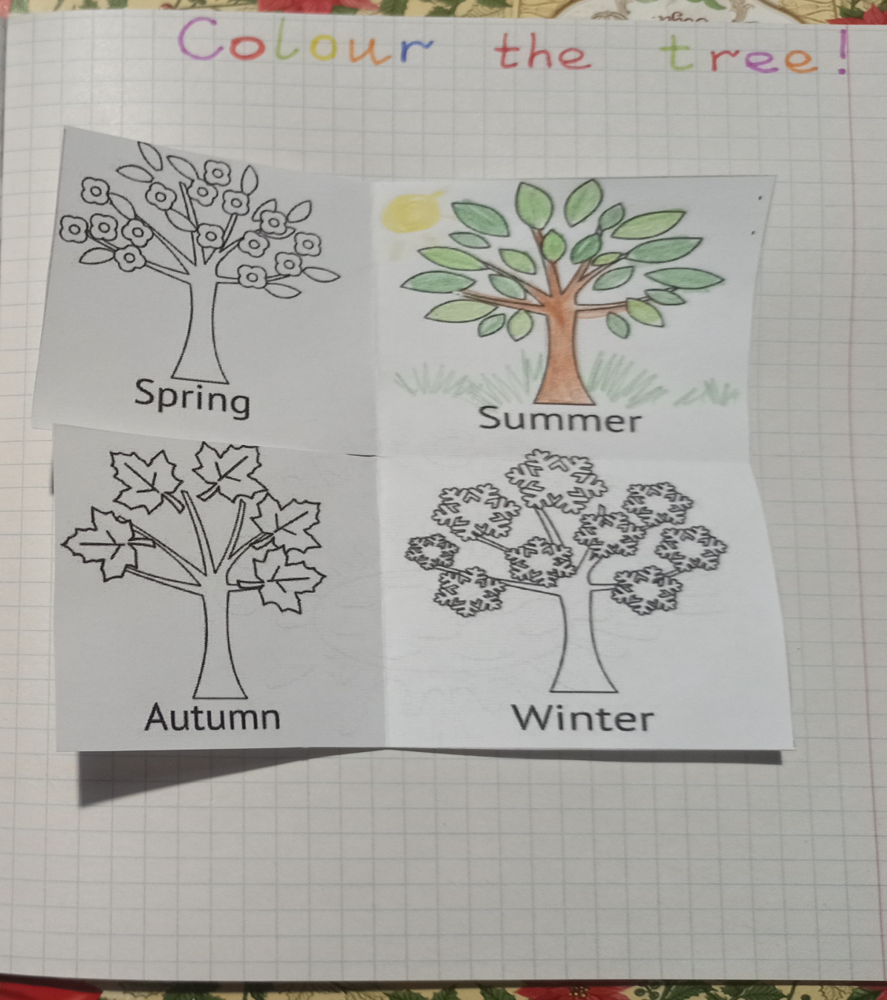 Colour the tree!
Spring
Summer
Autumn
Winter